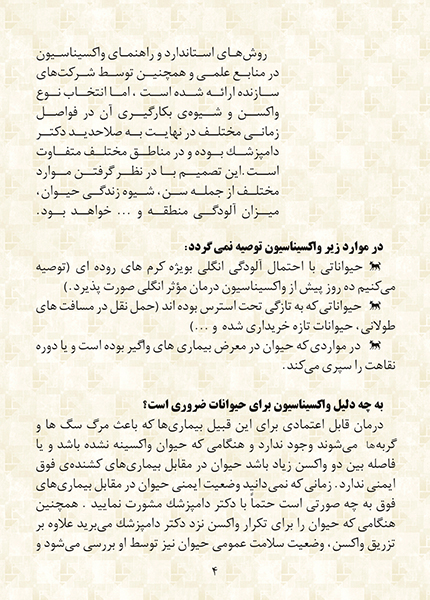 روش‌های استاندارد و راهنمای واکسیناسیون
در منابع علمی و همچنین توسط شرکت‌های
سازنده ارائه شده است ، اما انتخاب نوع
واکسن و شیوه‌ی بکارگیری آن در فواصل
زمانی مختلف در نهایت به صلاحدید دکتر
دامپزشك بوده و در مناطق مختلف متفاوت
است.این تصمیم با در نظر گرفتن موارد
مختلف از جمله سن، شیوه زندگی حیوان ،
میزان آلودگی منطقه و ... خواهد بود.
در موارد زیر واکسیناسیون توصیه نمی گردد:
حیواناتی با احتمال آلودگی انگلی بویژه کرم های روده ای (توصیه
می‌کنیم ده روز پیش از واکسیناسیون درمان مؤثر انگلی صورت پذیرد.)
حیواناتی که به تازگی تحت استرس بوده اند (حمل نقل در مسافت های
طولانی، حیوانات تازه خریداری شده و ...)
در مواردی که حیوان در معرض بیماری های واگیر بوده است و یا دوره
نقاهت را سپری می‌کند.
به چه دلیل واکسیناسیون برای حیوانات ضروری است؟
درمان قابل اعتمادی برای این قبیل بیماری‌ها که باعث مرگ سگ ها و
گربه‌ها می‌شوند وجود ندارد و هنگامی که حیوان واکسینه نشده باشد و یا
فاصله بین دو واکسن زیاد باشد حیوان در مقابل بیماری‌های کشنده‌ی فوق
ایمنی ندارد. زمانی که نمی‌دانید وضعیت ایمنی حیوان در مقابل بیماری‌های
فوق به چه صورتی است حتماً با دکتر دامپزشك مشورت نمایید . همچنین
هنگامی که حیوان را برای تکرار واکسن نزد دکتر دامپزشك می‌برید علاوه بر
تزریق واکسن، وضعیت سلامت عمومی حیوان نیز توسط او بررسی می‌شود و
۴